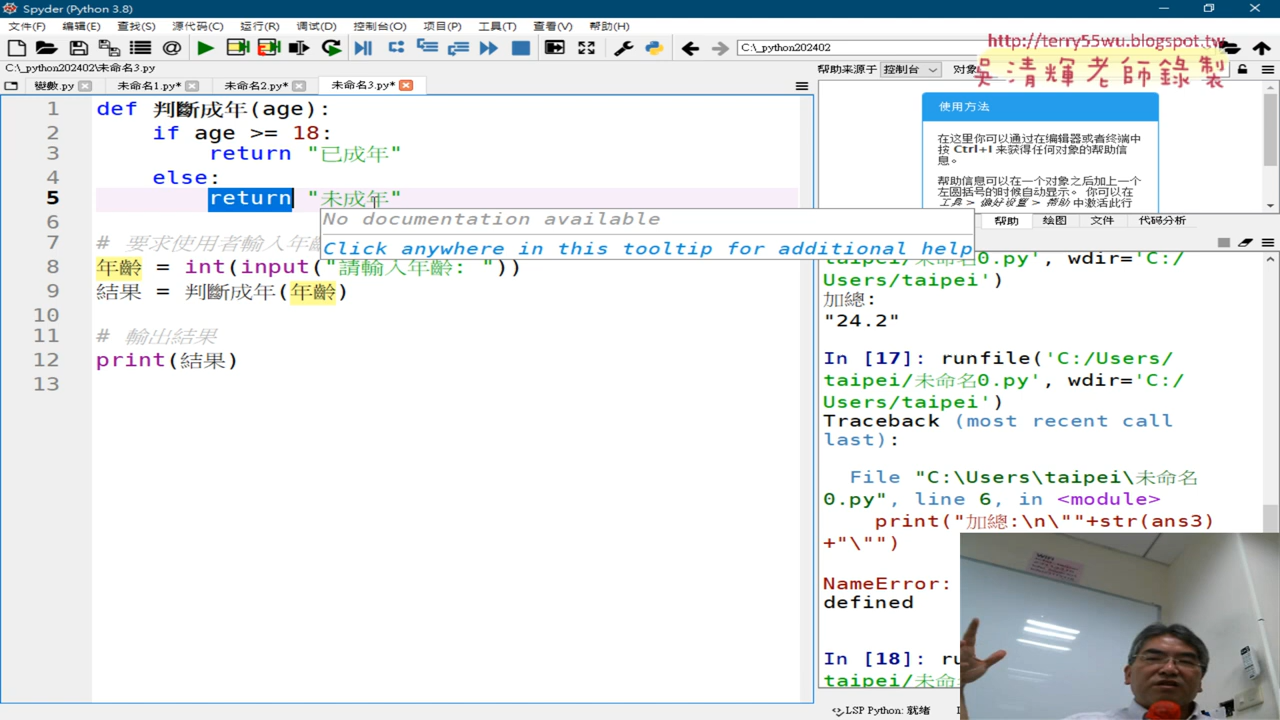 Spyder (Python 3.8)
文件(F) 编辑(E) 查找(S) 源代码(C) 运行(R) 调试(D) 控制台(O) 项目(P) 工具(T) 查看(V) 帮助(H)
C:\_python202402
http://terry55wu.blogspot.tw
吳清輝老師錄製
C:\_python202402\未命名3.py
變數.py 未命名1.py* 未命名2.py* 未命名3.py*
帮助来源于 控制台 对象
1 def 判斷成年(age):
2 if age >= 18:
3 return "已成年"
4 else:
5 return "未成年"
6
7 # 要求使用者輸入年齡
8 年齡 = int(input("請輸入年齡: "))
9 結果 = 判斷成年(年齡)
10
11 # 輸出結果
12 print(結果)
13
No documentation available
Click anywhere in this tooltip for additional help
使用方法
在这里你可以通过在编辑器或者终端中
按 Ctrl+I 来获得任何对象的帮助信
息。
帮助信息可以在一个对象之后加上一个
左圆括号的时候自动显示。 你可以在
工具 > 偏好设置 > 帮助 中激活此行
帮助 绘图 文件 代码分析
taipei/未命名0.py', wdir='C:/
Users/taipei')
加總:
"24.2"
In [17]: runfile('C:/Users/
taipei/未命名0.py', wdir='C:/
Users/taipei')
Traceback (most recent call
last):
File "C:\Users\taipei\未命名
0.py", line 6, in <module>
print("加總:\n\""+str(ans3)
+"\"")
NameError:
defined
In [18]: ru
taipei/未命名
LSP Python: 就绪